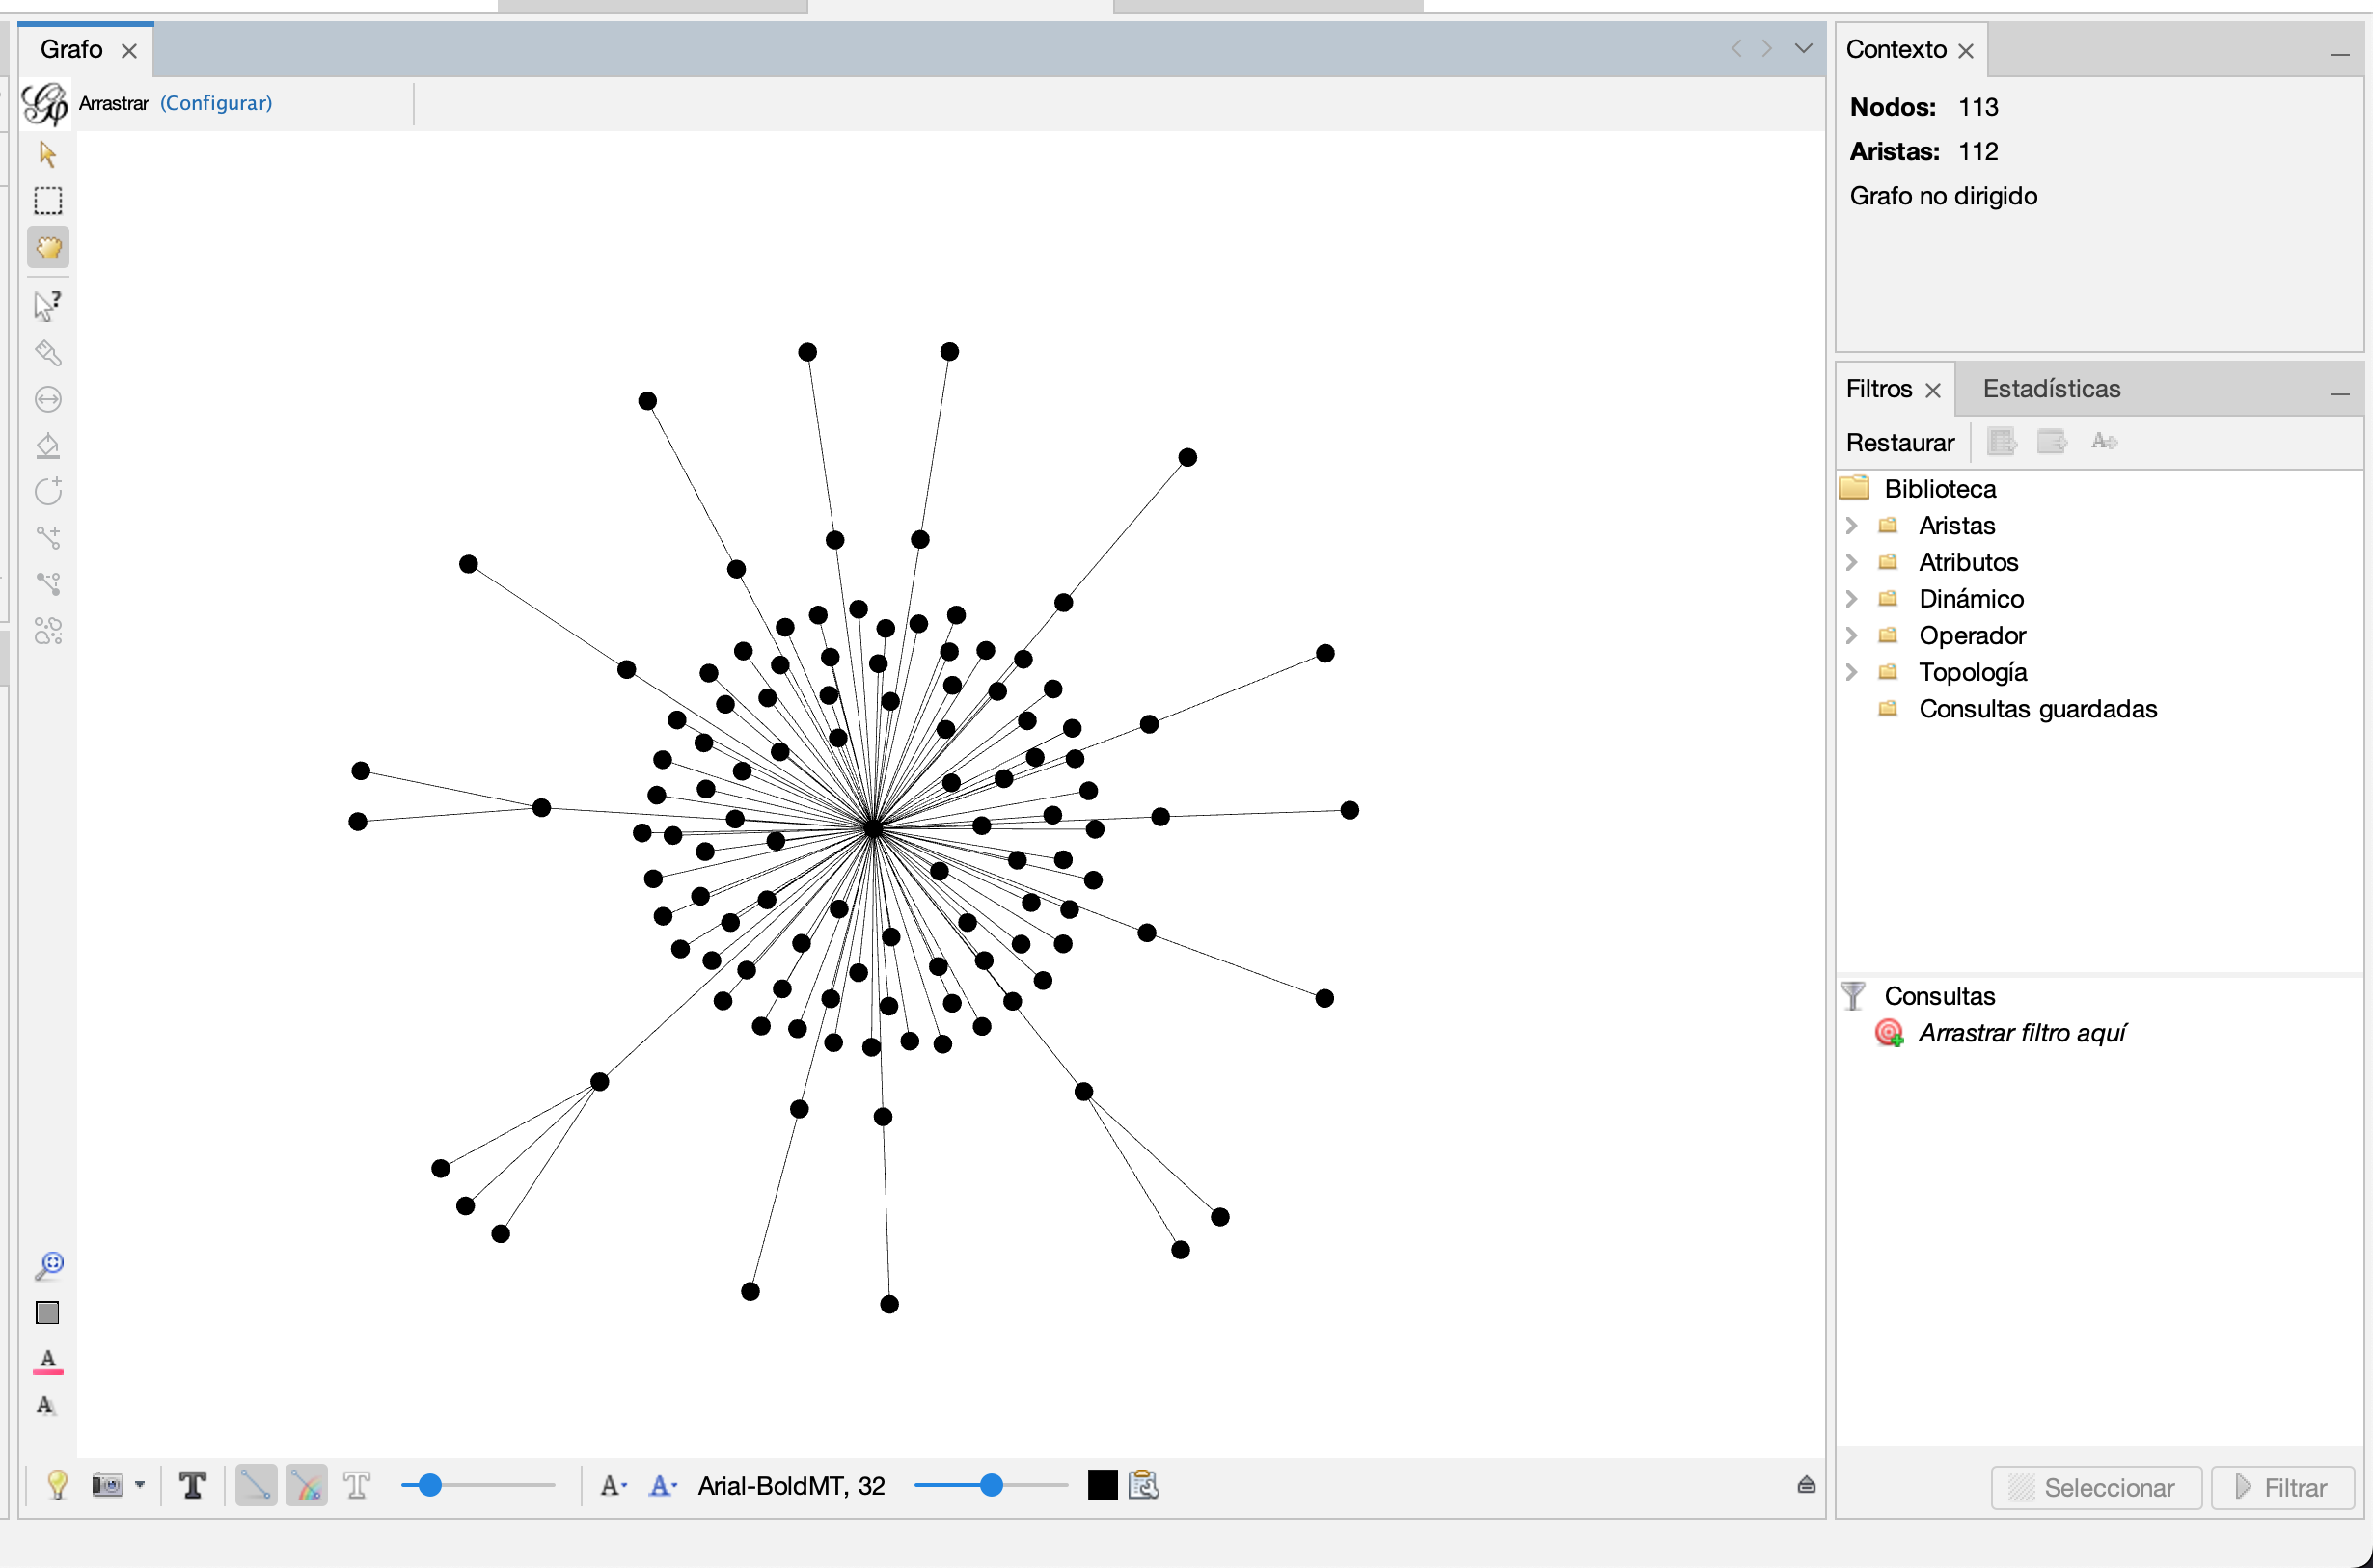 Grafo
Arrastrar (Configurar)
Contexto
Nodos: 113
Aristas: 112
Grafo no dirigido
Filtros
Estadísticas
Restaurar
Biblioteca
Aristas
Atributos
Dinámico
Operador
Topología
Consultas guardadas
Consultas
Arrastrar filtro aquí
Arial-BoldMT, 32
Seleccionar
Filtrar